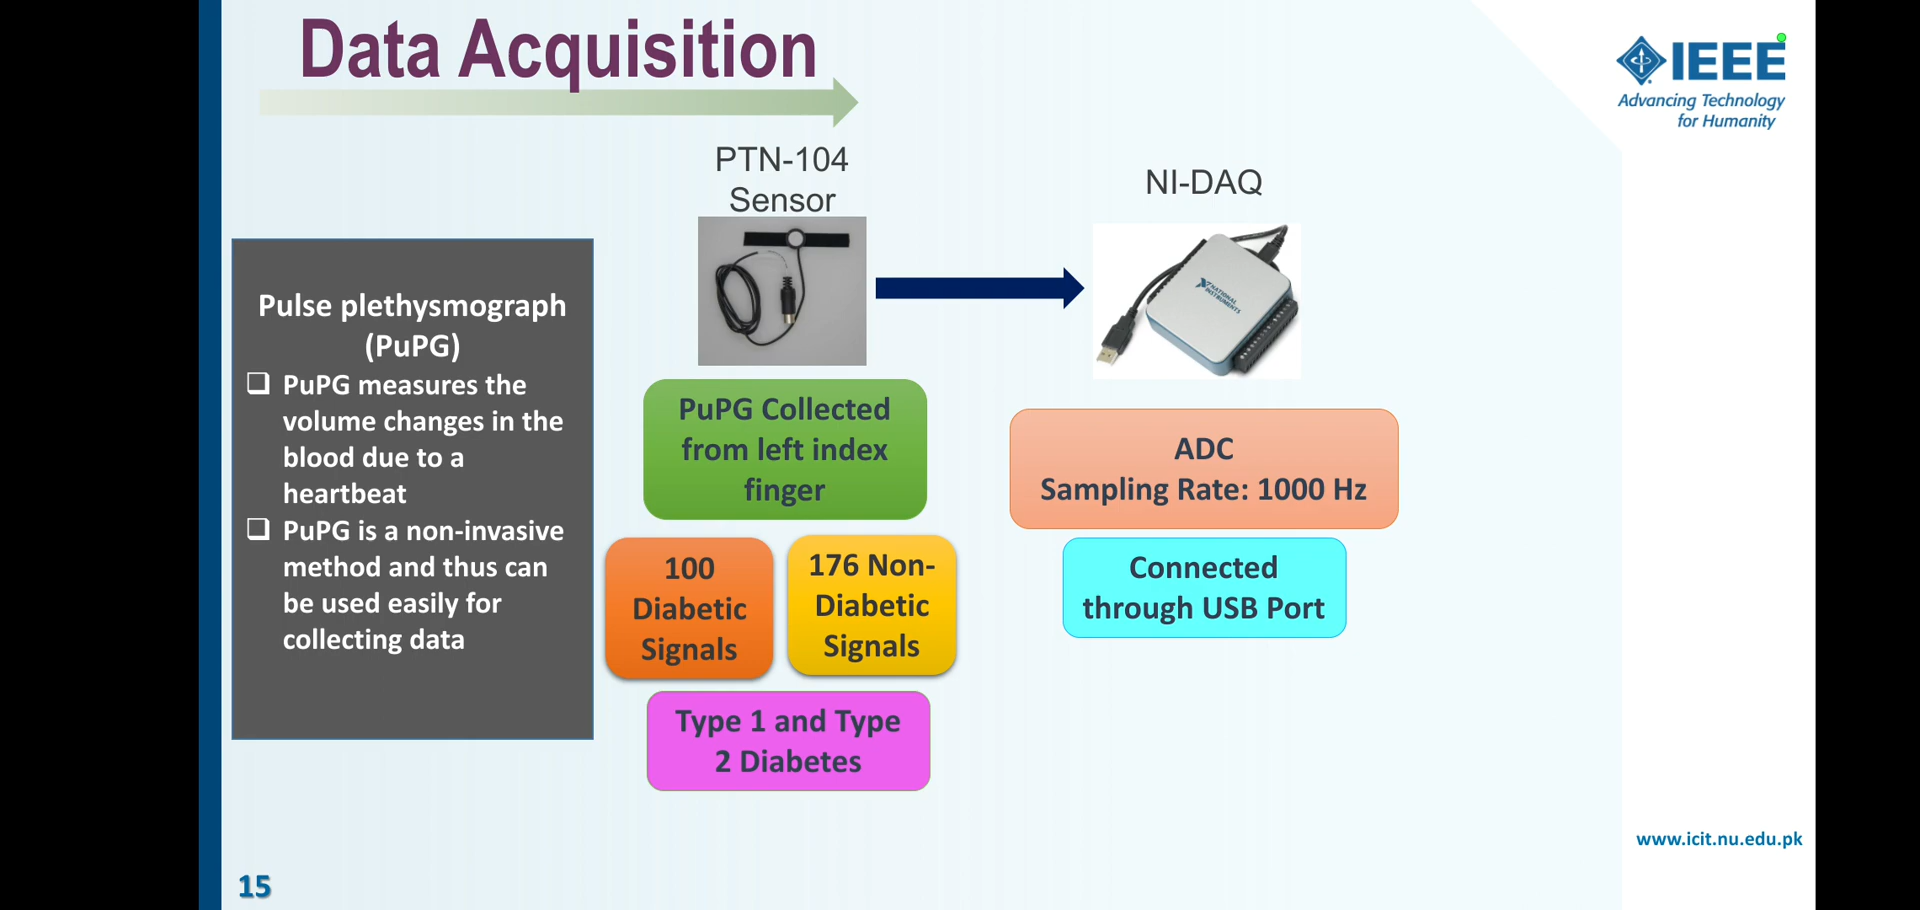 Data Acquisition
IEEE
Advancing Technology
for Humanity
PTN-104
Sensor
NI-DAQ
NATIONAL
INSTRUMENTS
Pulse plethysmograph
(PuPG)
PuPG measures the
volume changes in the
blood due to a
heartbeat
PuPG is a non-invasive
method and thus can
be used easily for
collecting data
PuPG Collected
from left index
finger
100
Diabetic
Signals
176 Non-
Diabetic
Signals
Type 1 and Type
2 Diabetes
ADC
Sampling Rate: 1000 Hz
Connected
through USB Port
www.icit.nu.edu.pk
15